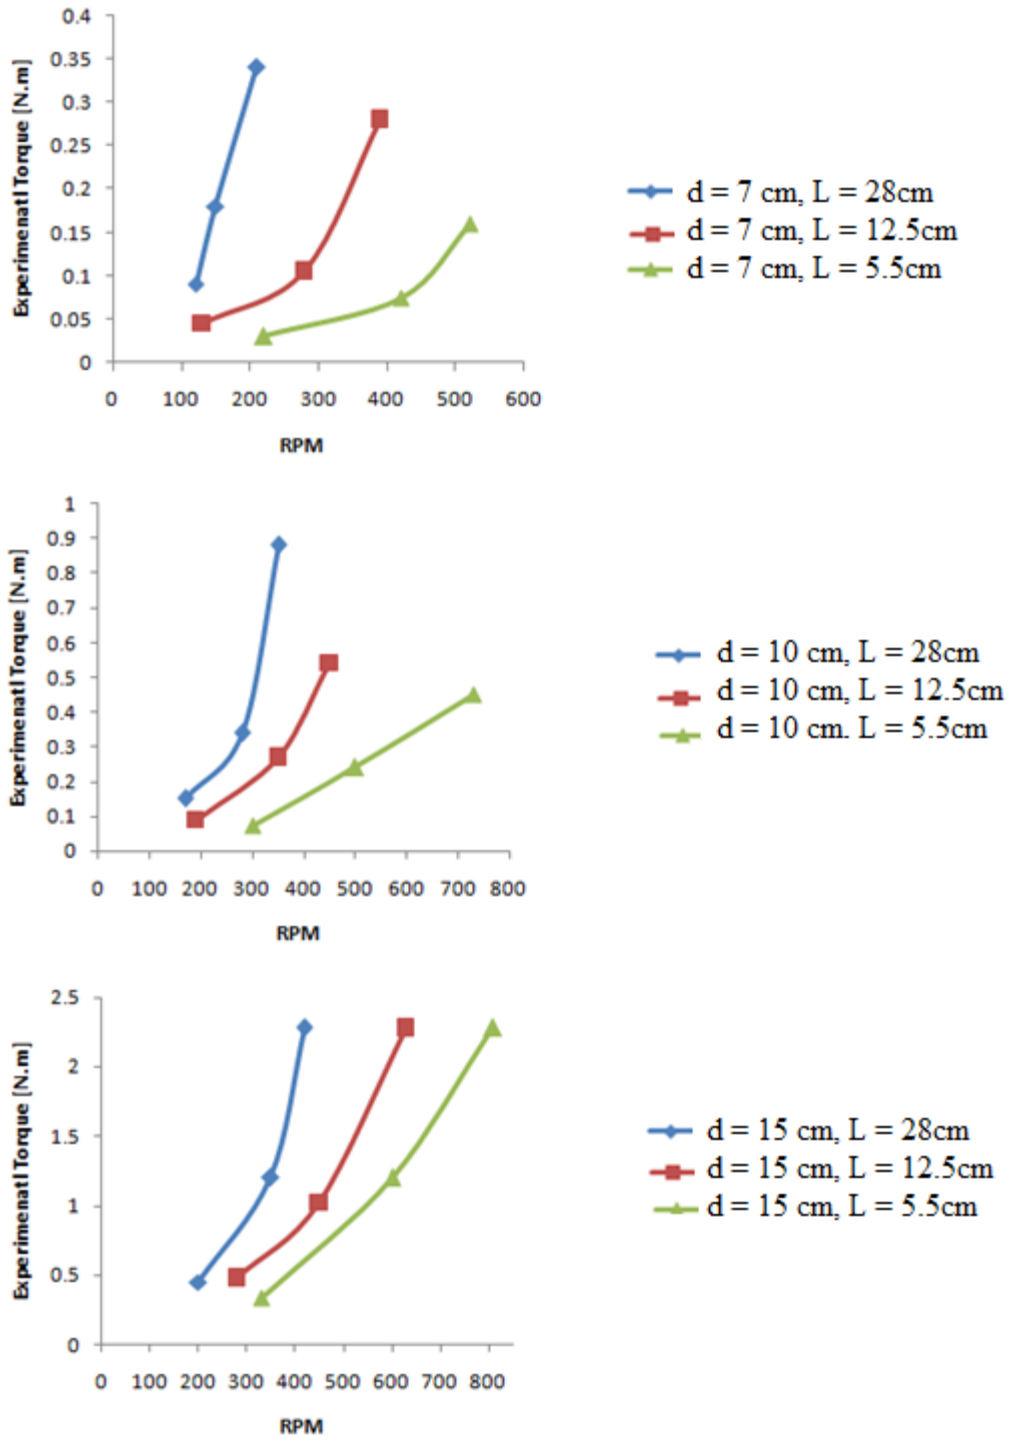 0.4
0.35
0.3
0.25
0.2
0.15
0.1
0.05
0
Experimenatl Torque [N.m]
0 100 200 300 400 500 600
RPM
d = 7 cm, L = 28cm
d = 7 cm, L = 12.5cm
d = 7 cm, L = 5.5cm
1
0.9
0.8
0.7
0.6
0.5
0.4
0.3
0.2
0.1
0
Experimenatl Torque [N.m]
0 100 200 300 400 500 600 700 800
RPM
d = 10 cm, L = 28cm
d = 10 cm, L = 12.5cm
d = 10 cm. L = 5.5cm
2.5
2
1.5
1
0.5
0
Experimenatl Torque [N.m]
0 100 200 300 400 500 600 700 800
RPM
d = 15 cm, L = 28cm
d = 15 cm, L = 12.5cm
d = 15 cm, L = 5.5cm